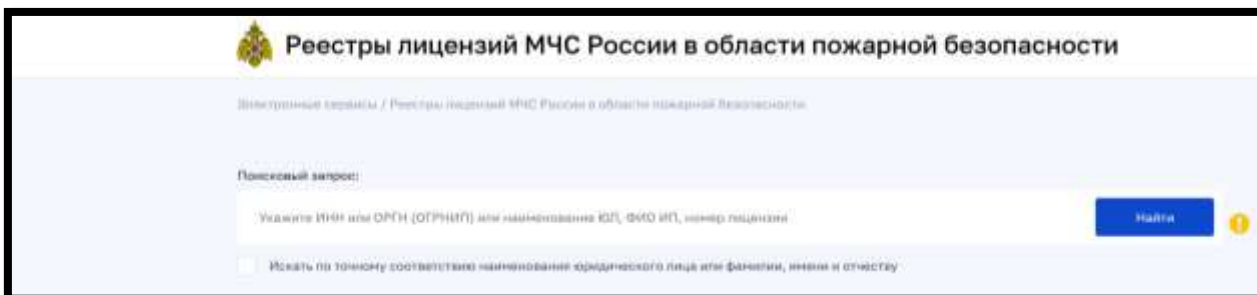 Реестры лицензий МЧС России в области пожарной безопасности
Электронные сервисы / Реестры лицензий МЧС России в области пожарной безопасности
Поисковый запрос:
Укажите ИНН или ОРГН (ОГРНИП) или наименование ЮЛ, ФИО ИП, номер лицензии
Найти
Искать по точному соответствию наименования юридического лица или фамилии, имени и отчеству